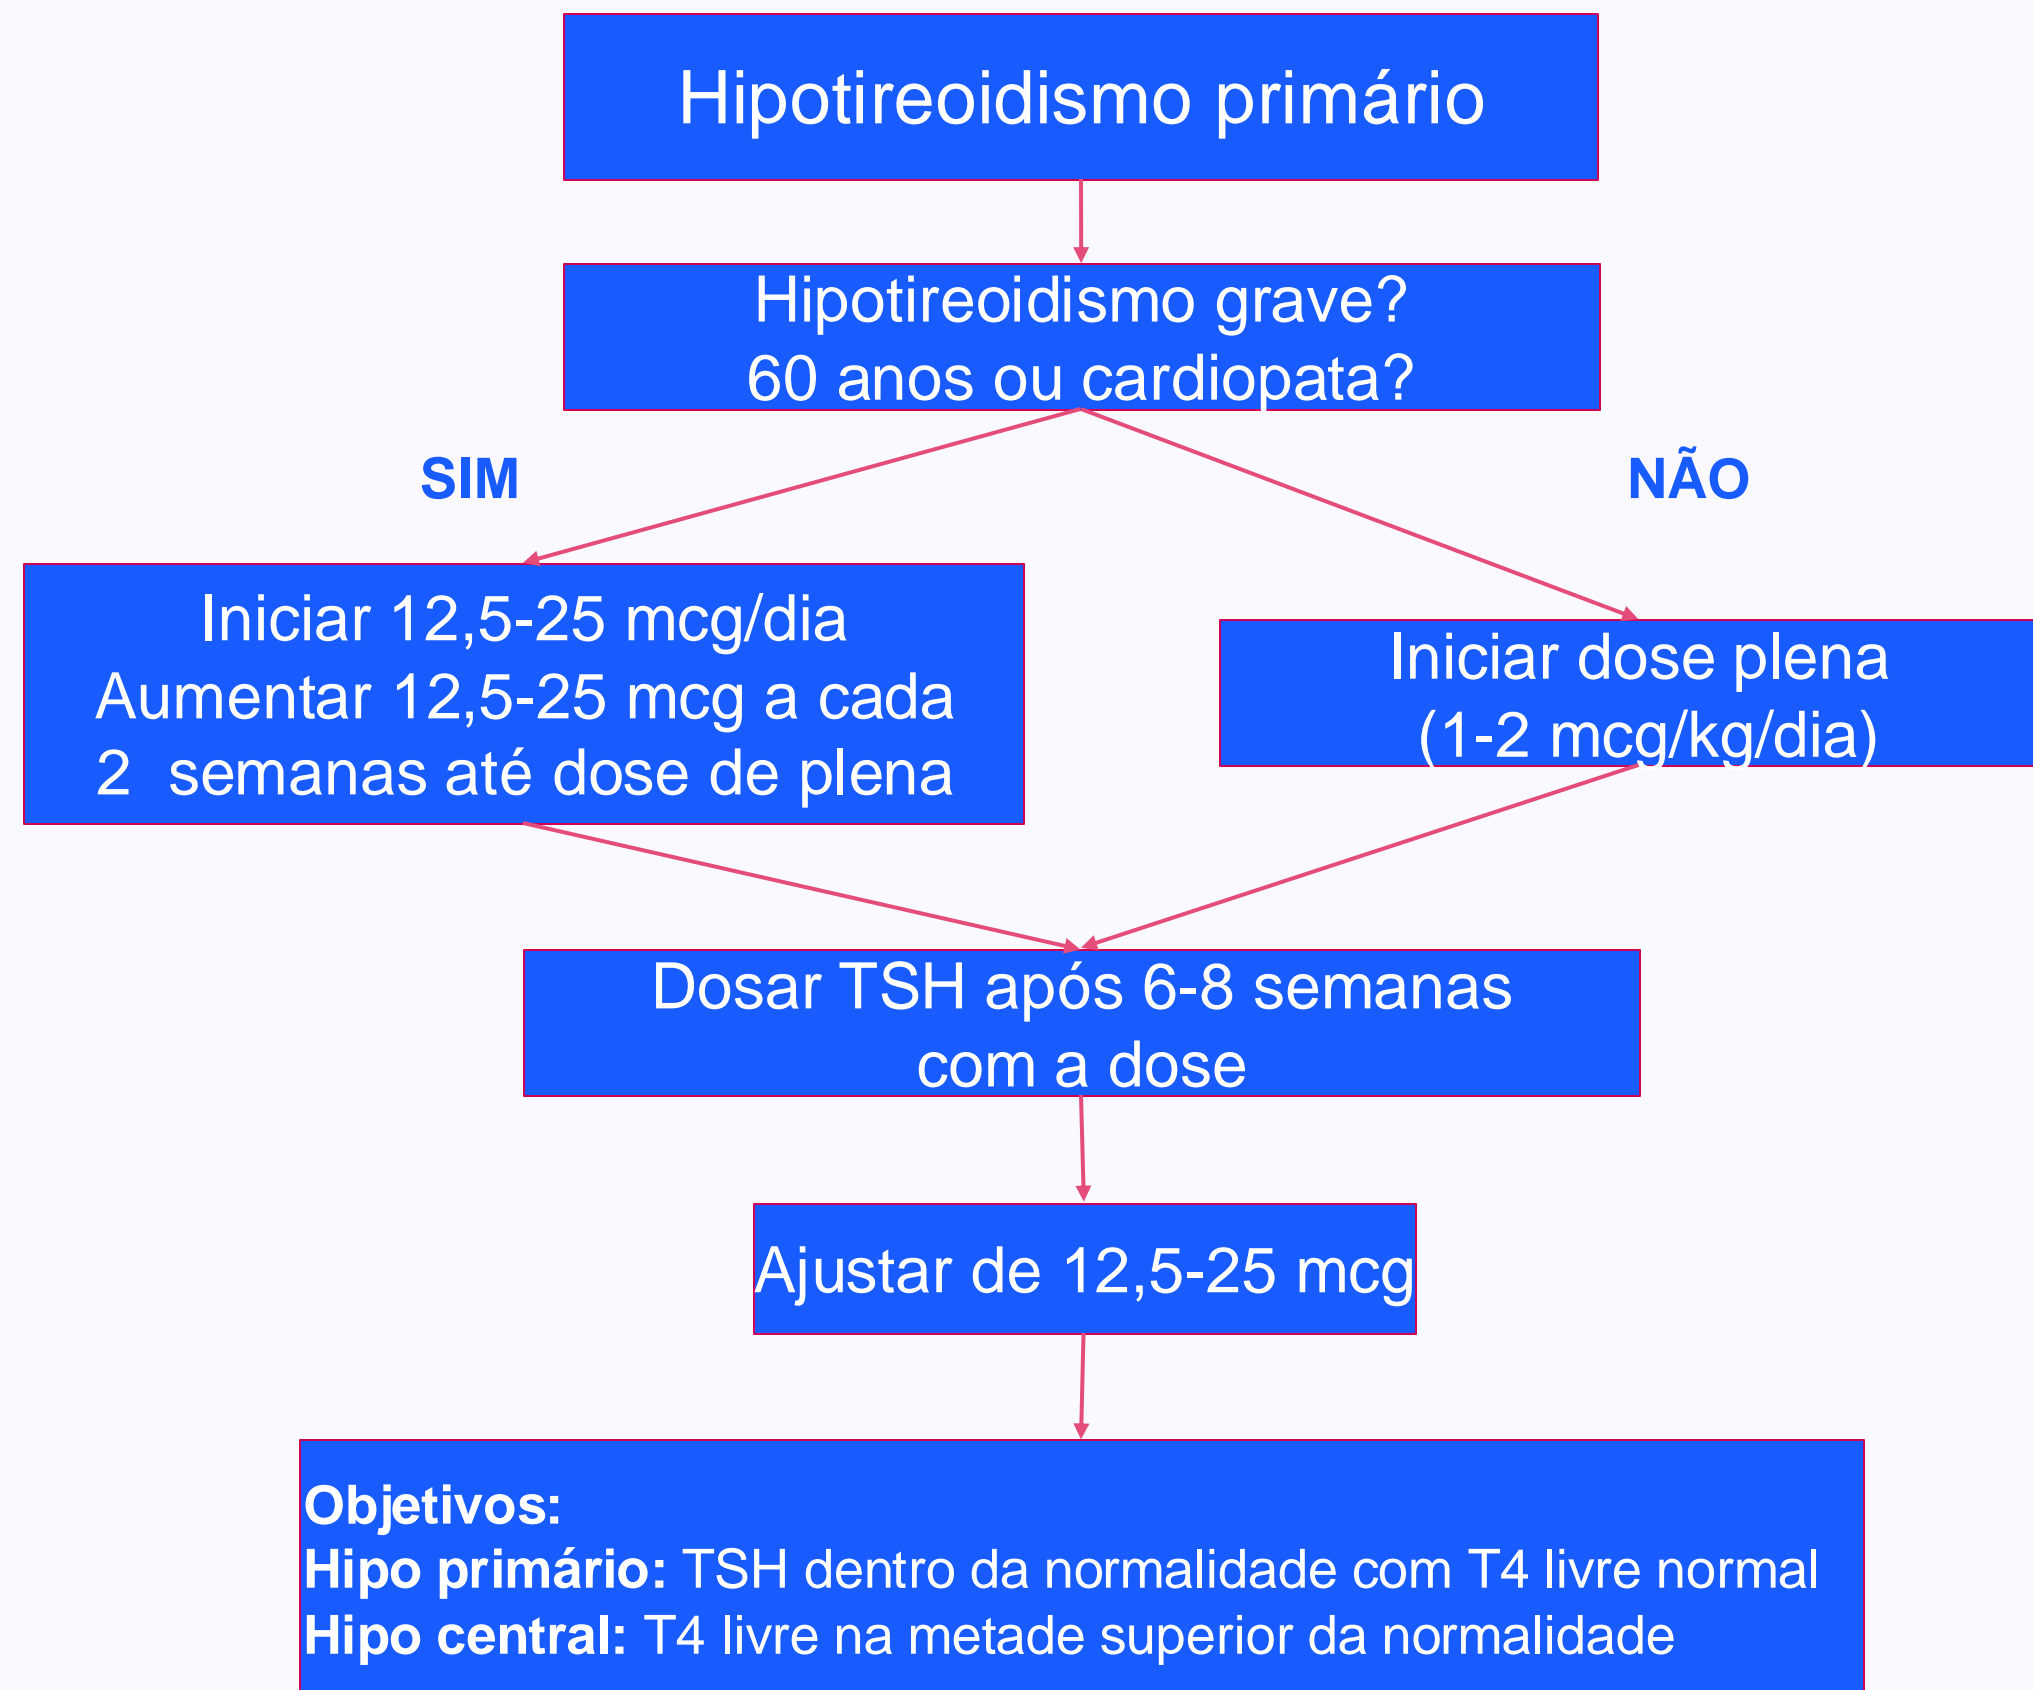 Hipotireoidismo primário
Hipotireoidismo grave?
60 anos ou cardiopata?
SIM
NÃO
Iniciar 12,5-25 mcg/dia
Aumentar 12,5-25 mcg a cada
2 semanas até dose de plena
Iniciar dose plena
(1-2 mcg/kg/dia)
Dosar TSH após 6-8 semanas
com a dose
Ajustar de 12,5-25 mcg
Objetivos:
Hipo primário: TSH dentro da normalidade com T4 livre normal
Hipo central: T4 livre na metade superior da normalidade